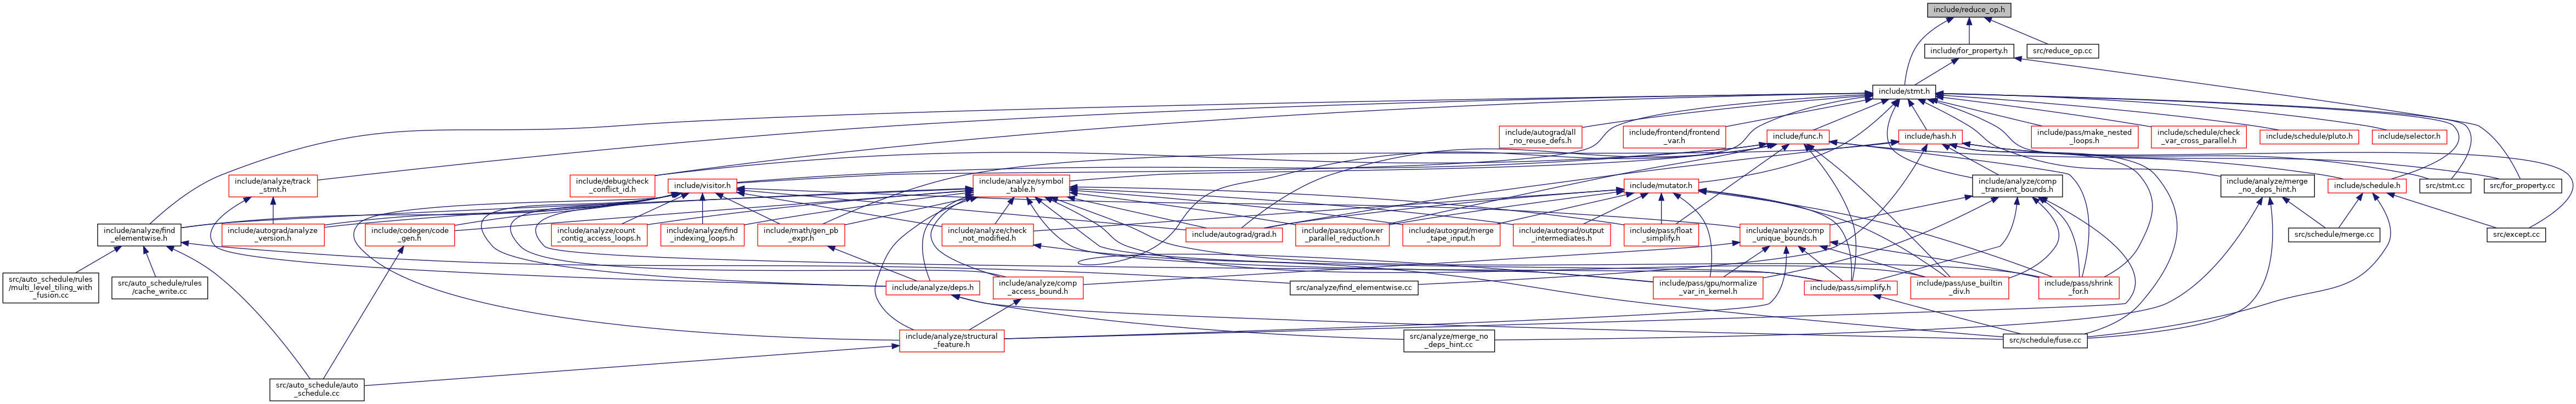 include/reduce_op.h
include/for_property.h
src/reduce_op.cc
include/stmt.h
include/autograd/all
_no_reuse_defs.h
include/frontend/frontend
_var.h
include/func.h
include/hash.h
include/pass/make_nested
_loops.h
include/schedule/check
_var_cross_parallel.h
include/schedule/pluto.h
include/selector.h
include/analyze/track
_stmt.h
include/debug/check
_conflict_id.h
include/visitor.h
include/analyze/symbol
_table.h
include/mutator.h
include/analyze/comp
_transient_bounds.h
include/analyze/merge
_no_deps_hint.h
include/schedule.h
src/stmt.cc
src/for_property.cc
include/analyze/find
_elementwise.h
include/autograd/analyze
_version.h
include/codegen/code
_gen.h
include/analyze/count
_contig_access_loops.h
include/analyze/find
_indexing_loops.h
include/math/gen_pb
_expr.h
include/analyze/check
_not_modified.h
include/autograd/grad.h
include/pass/cpu/lower
_parallel_reduction.h
include/autograd/merge
_tape_input.h
include/autograd/output
_intermediates.h
include/pass/float
_simplify.h
include/analyze/comp
_unique_bounds.h
src/schedule/merge.cc
src/except.cc
src/auto_schedule/rules
/multi_level_tiling_with
_fusion.cc
src/auto_schedule/rules
/cache_write.cc
include/analyze/deps.h
include/analyze/comp
_access_bound.h
src/analyze/find_elementwise.cc
include/pass/gpu/normalize
_var_in_kernel.h
include/pass/simplify.h
include/pass/use_builtin
_div.h
include/pass/shrink
_for.h
include/analyze/structural
_feature.h
src/analyze/merge_no
_deps_hint.cc
src/schedule/fuse.cc
src/auto_schedule/auto
_schedule.cc